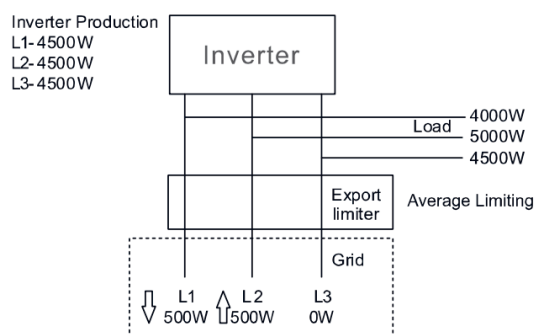 Inverter Production
L1-4500W
L2-4500W
L3-4500W
Inverter
4000W
Load
5000W
4500W
Export
limiter
Average Limiting
Grid
L1 L2 L3
500W 500W 0W